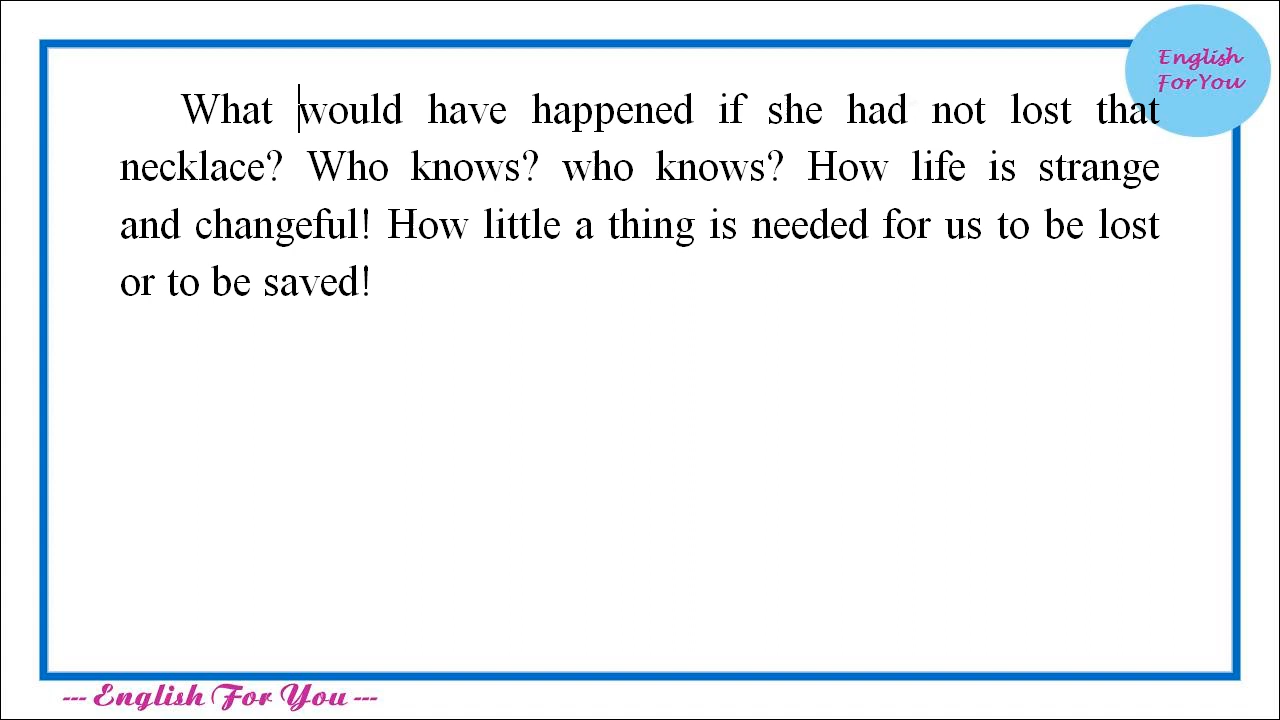 English
ForYou
What would have happened if she had not lost that
necklace? Who knows? who knows? How life is strange
and changeful! How little a thing is needed for us to be lost
or to be saved!
--- English For You ---